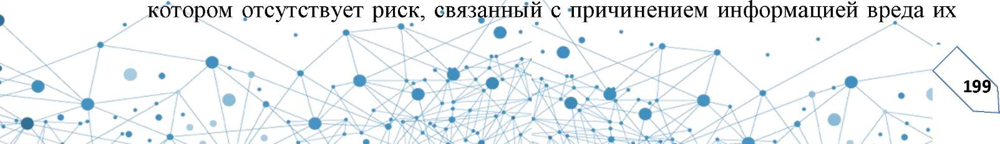 котором отсутствует риск, связанный с причинением информацией вреда их
199